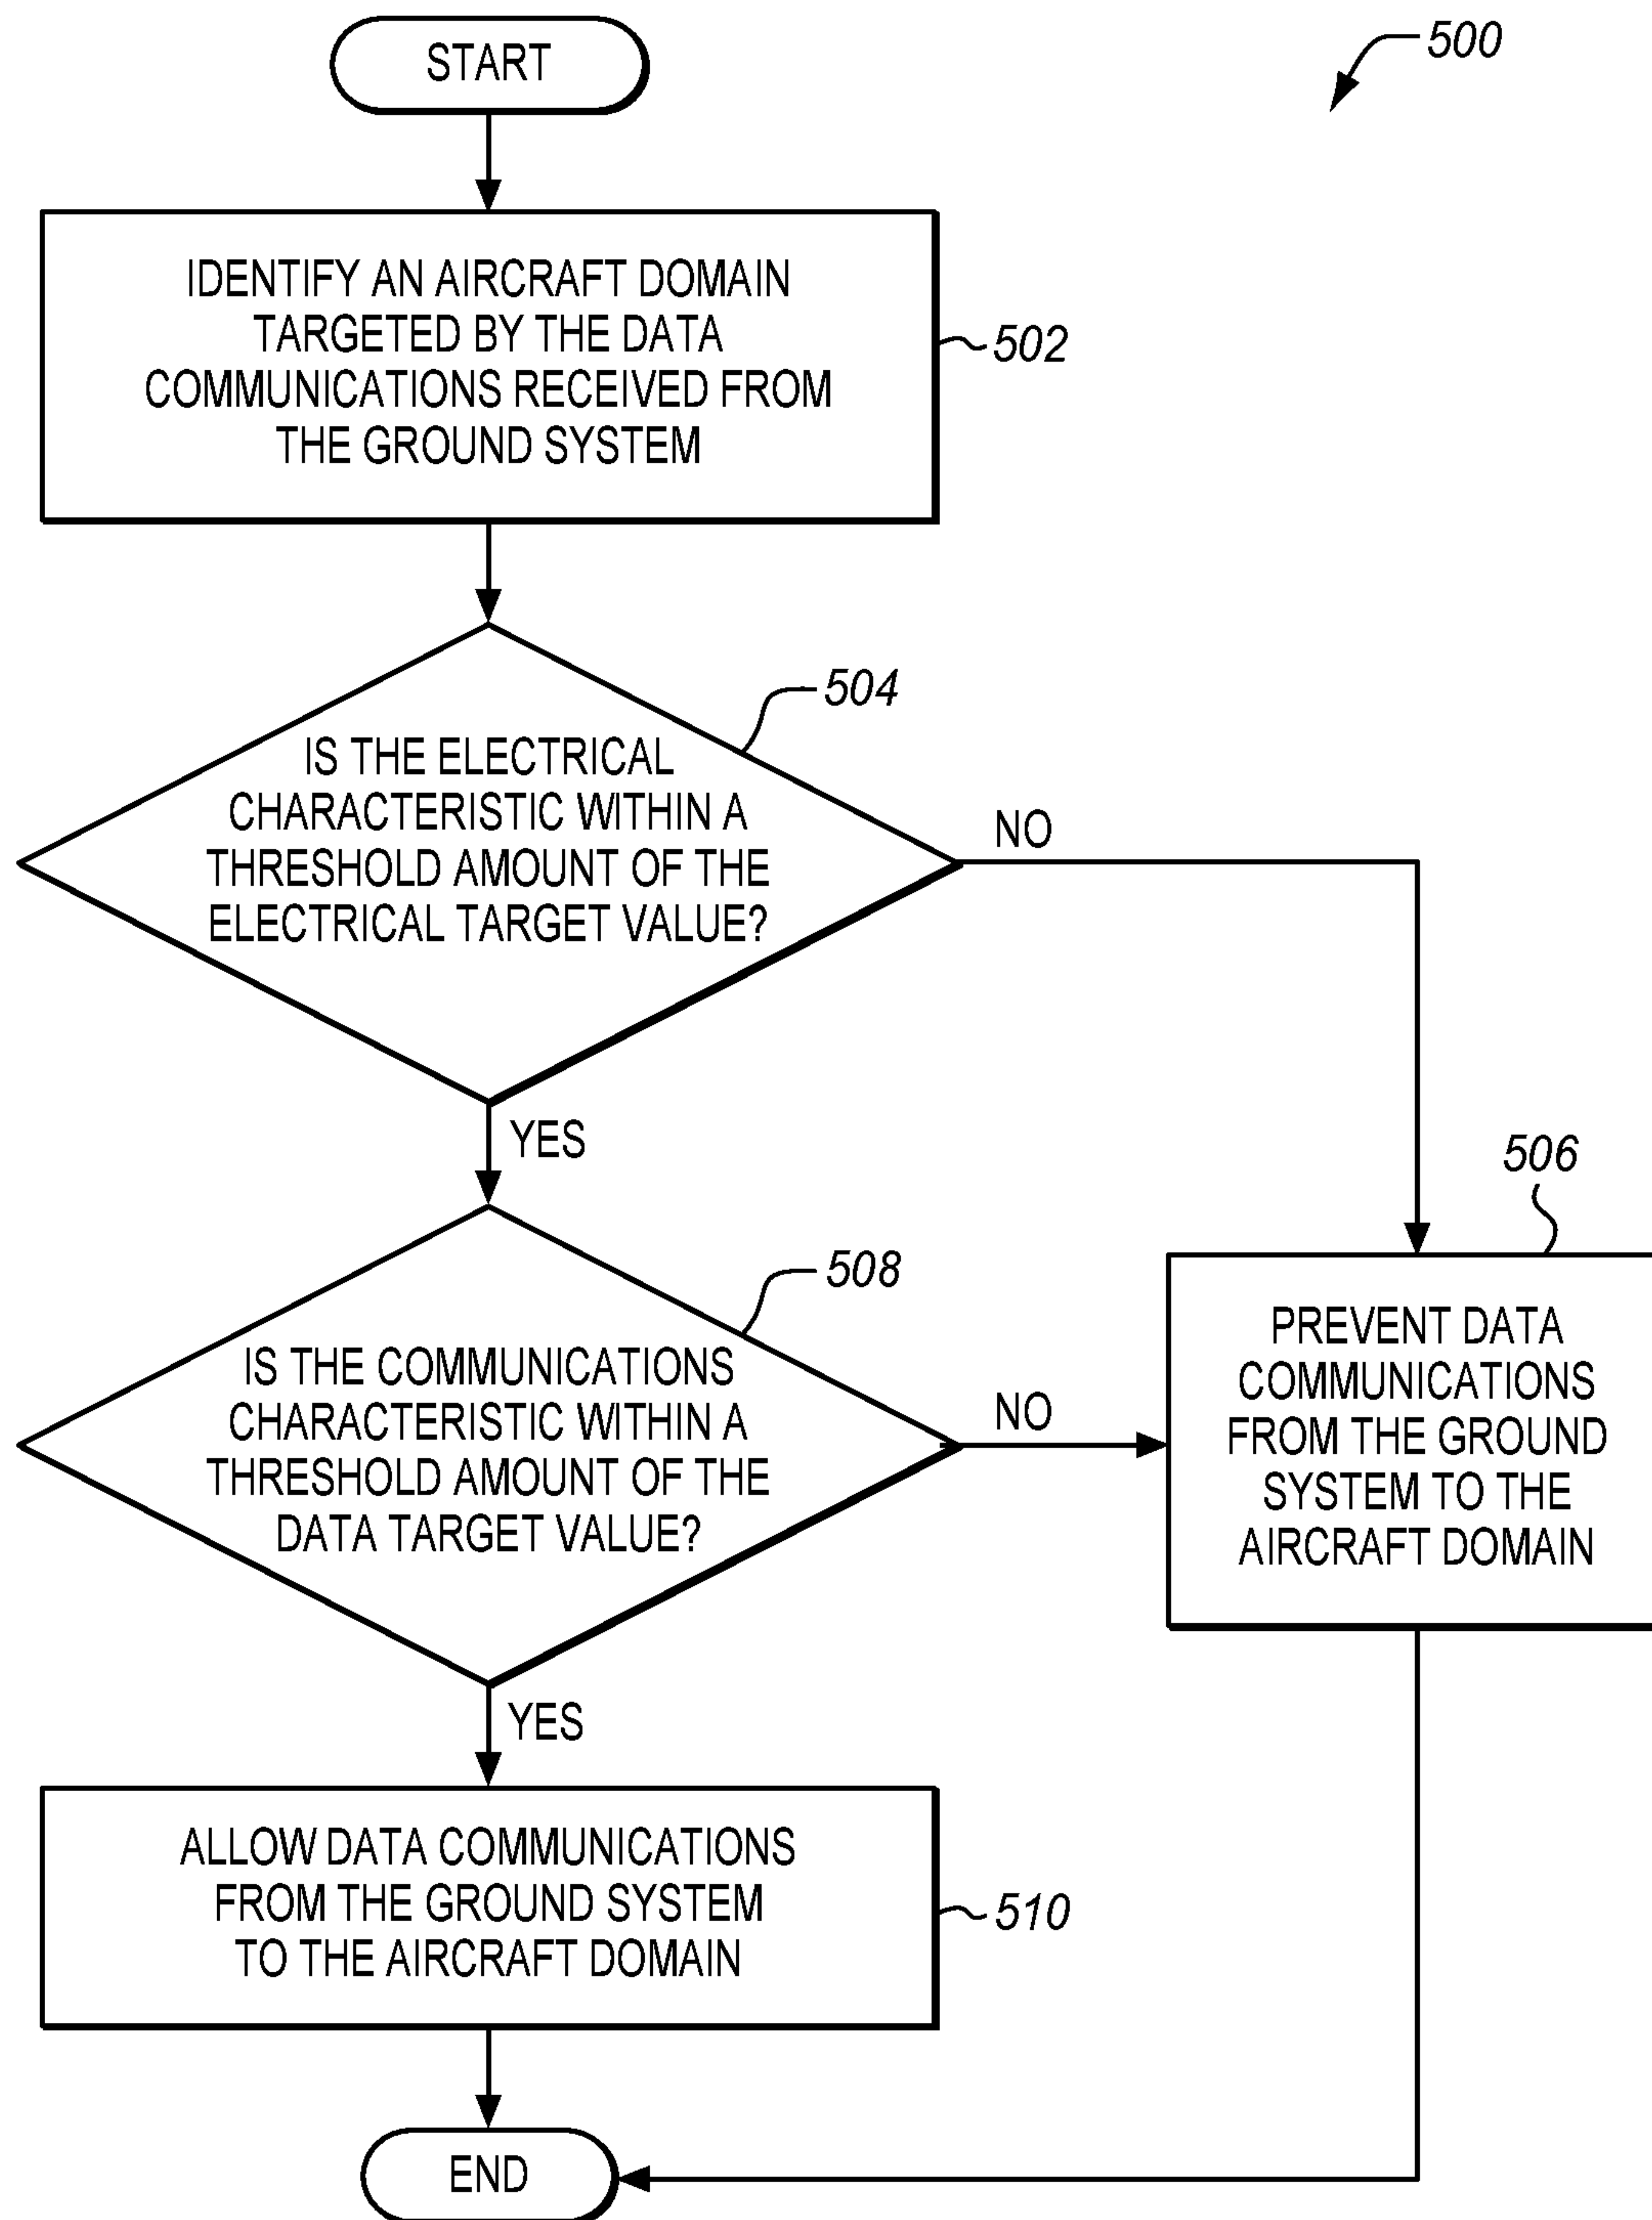 START
500
IDENTIFY AN AIRCRAFT DOMAIN
TARGETED BY THE DATA
COMMUNICATIONS RECEIVED FROM
THE GROUND SYSTEM
502
504
IS THE ELECTRICAL
CHARACTERISTIC WITHIN A
THRESHOLD AMOUNT OF THE
ELECTRICAL TARGET VALUE?
NO
YES
506
508
IS THE COMMUNICATIONS
CHARACTERISTIC WITHIN A
THRESHOLD AMOUNT OF THE
DATA TARGET VALUE?
NO
PREVENT DATA
COMMUNICATIONS
FROM THE GROUND
SYSTEM TO THE
AIRCRAFT DOMAIN
YES
ALLOW DATA COMMUNICATIONS
FROM THE GROUND SYSTEM
TO THE AIRCRAFT DOMAIN
510
END